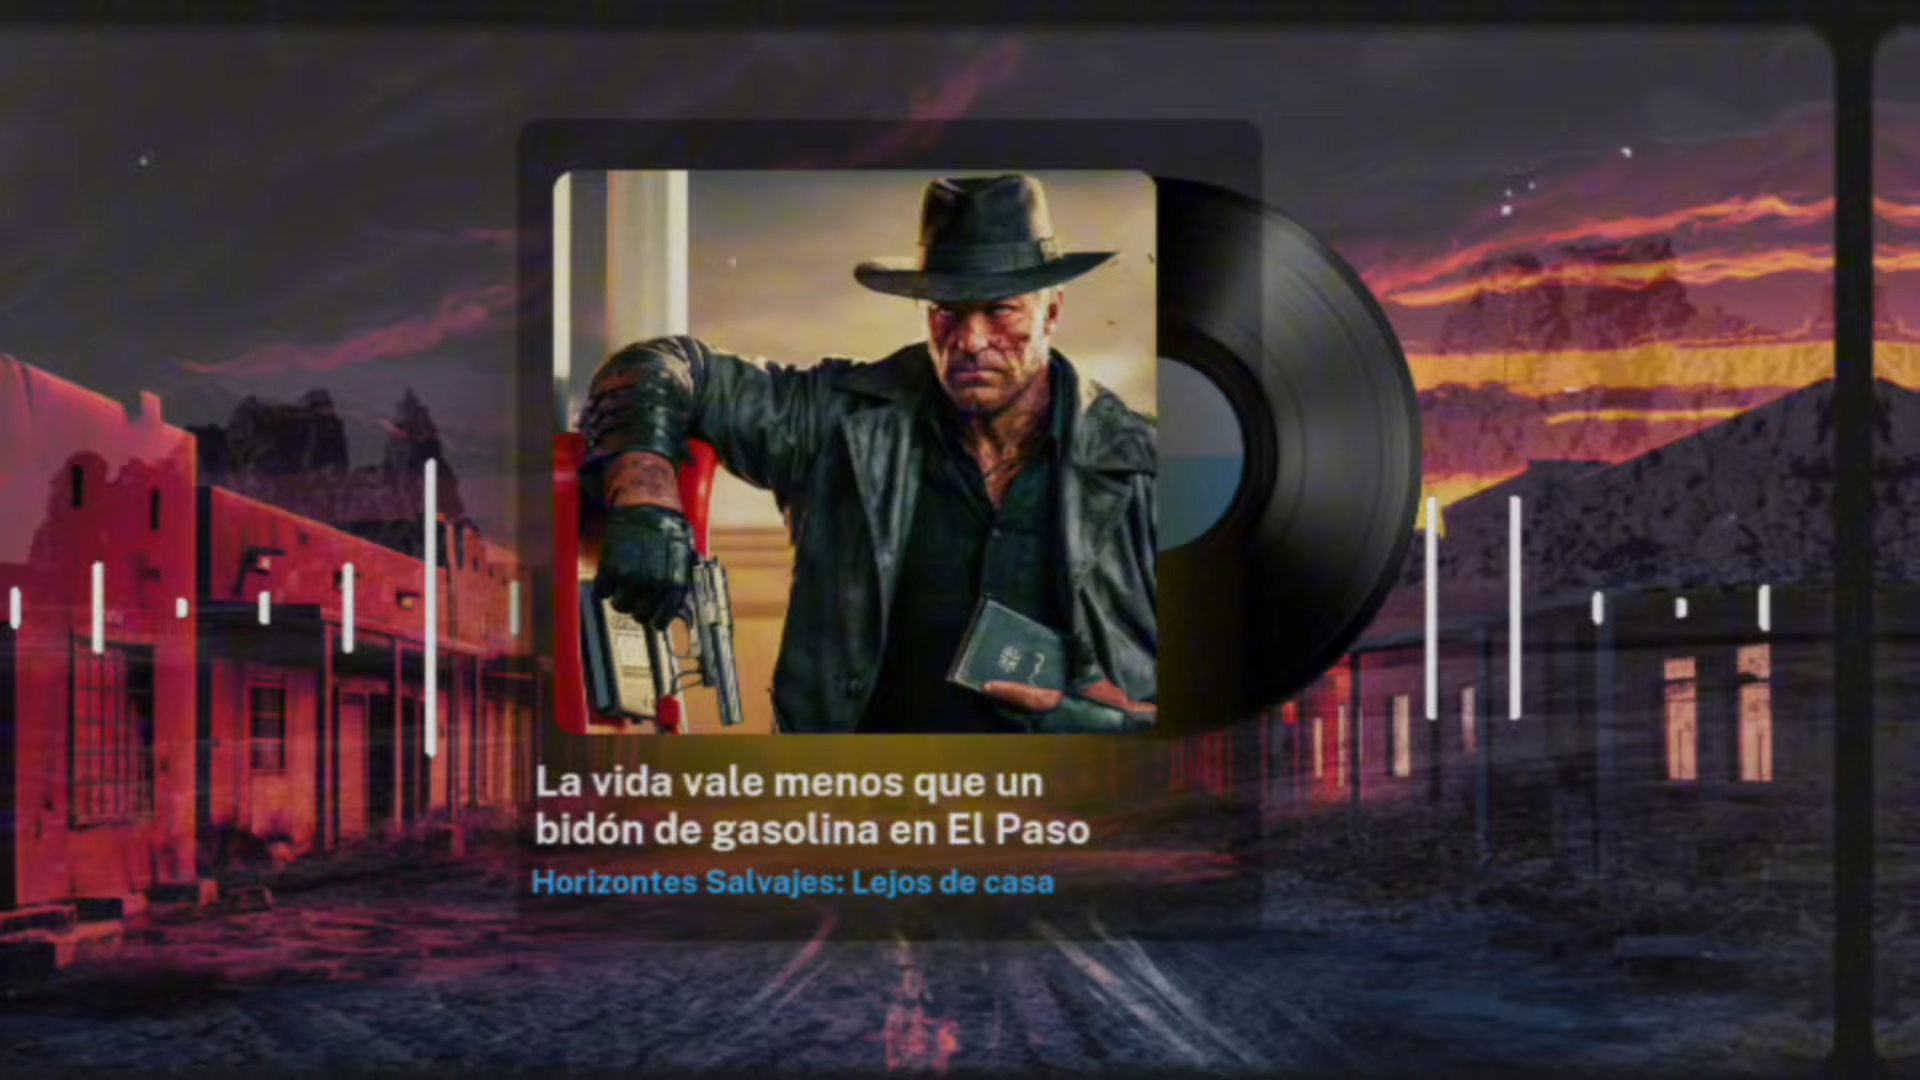 La vida vale menos que un
bidón de gasolina en El Paso
Horizontes Salvajes: Lejos de casa